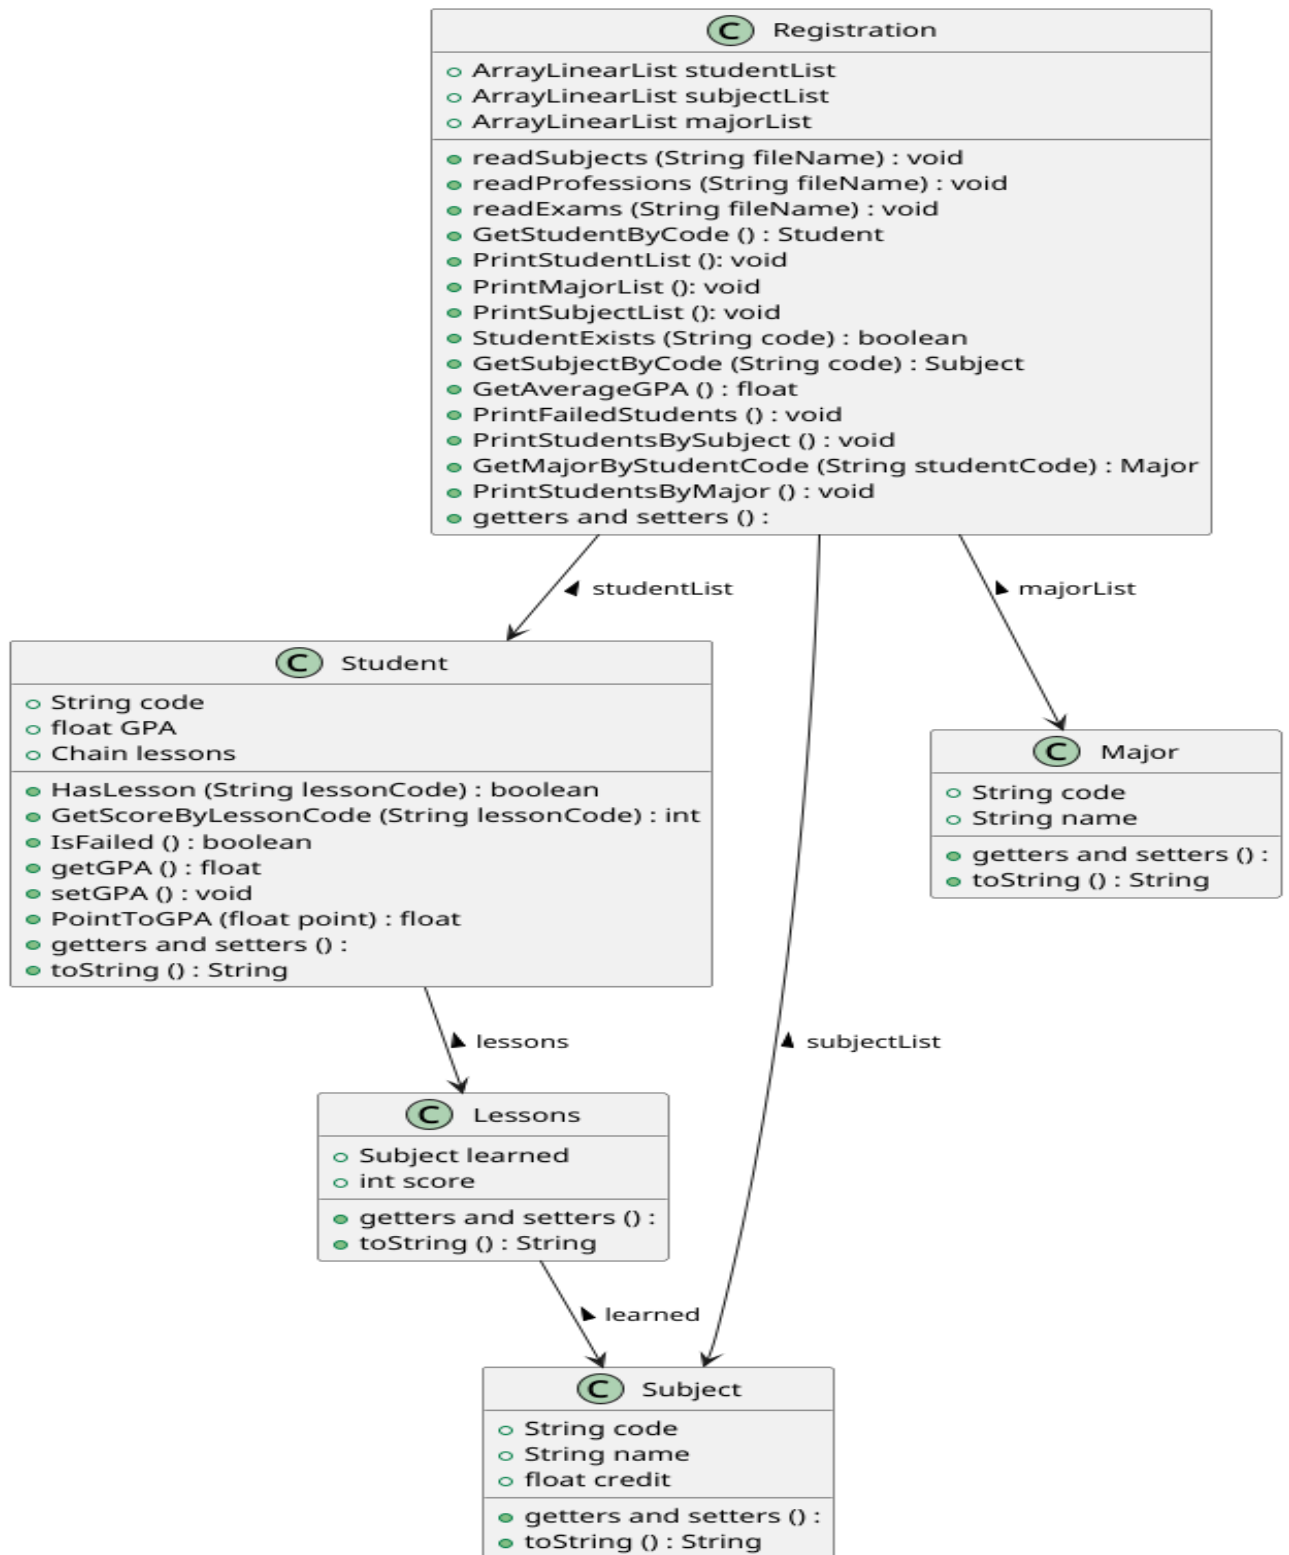 C Registration
ArrayLinearList studentList
ArrayLinearList subjectList
ArrayLinearList majorList
readSubjects (String fileName) : void
readProfessions (String fileName) : void
readExams (String fileName) : void
GetStudentByCode () : Student
PrintStudentList (): void
PrintMajorList (): void
PrintSubjectList (): void
StudentExists (String code) : boolean
GetSubjectByCode (String code) : Subject
GetAverageGPA () : float
PrintFailedStudents () : void
PrintStudentsBySubject () : void
GetMajorByStudentCode (String studentCode) : Major
PrintStudentsByMajor () : void
getters and setters () :
studentList
majorList
C Student
String code
float GPA
Chain lessons
HasLesson (String lessonCode) : boolean
GetScoreByLessonCode (String lessonCode) : int
IsFailed () : boolean
getGPA () : float
setGPA () : void
PointToGPA (float point) : float
getters and setters () :
toString () : String
C Major
String code
String name
getters and setters () :
toString () : String
lessons
subjectList
C Lessons
Subject learned
int score
getters and setters () :
toString () : String
learned
C Subject
String code
String name
float credit
getters and setters () :
toString () : String